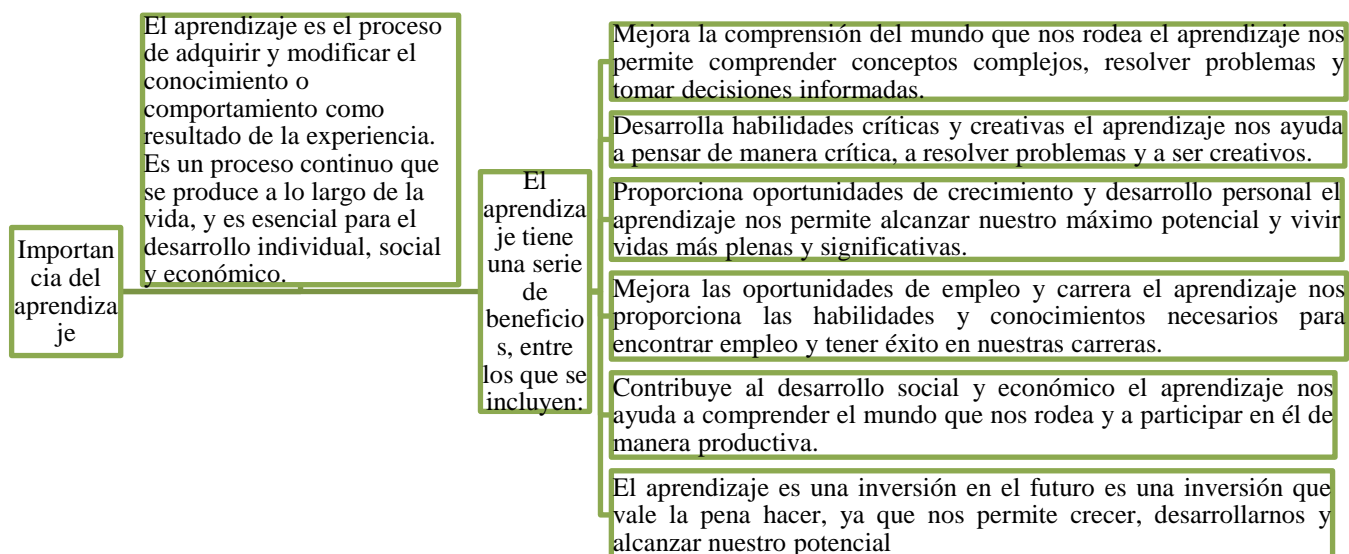 Importan
cia del
aprendiza
je
El aprendizaje es el proceso
de adquirir y modificar el
conocimiento o
comportamiento como
resultado de la experiencia.
Es un proceso continuo que
se produce a lo largo de la
vida, y es esencial para el
desarrollo individual, social
y económico.
El
aprendiza
je tiene
una serie
de
beneficio
s, entre
los que se
incluyen:
Mejora la comprensión del mundo que nos rodea el aprendizaje nos
permite comprender conceptos complejos, resolver problemas y
tomar decisiones informadas.
Desarrolla habilidades críticas y creativas el aprendizaje nos ayuda
a pensar de manera crítica, a resolver problemas y a ser creativos.
Proporciona oportunidades de crecimiento y desarrollo personal el
aprendizaje nos permite alcanzar nuestro máximo potencial y vivir
vidas más plenas y significativas.
Mejora las oportunidades de empleo y carrera el aprendizaje nos
proporciona las habilidades y conocimientos necesarios para
encontrar empleo y tener éxito en nuestras carreras.
Contribuye al desarrollo social y económico el aprendizaje nos
ayuda a comprender el mundo que nos rodea y a participar en él de
manera productiva.
El aprendizaje es una inversión en el futuro es una inversión que
vale la pena hacer, ya que nos permite crecer, desarrollarnos y
alcanzar nuestro potencial